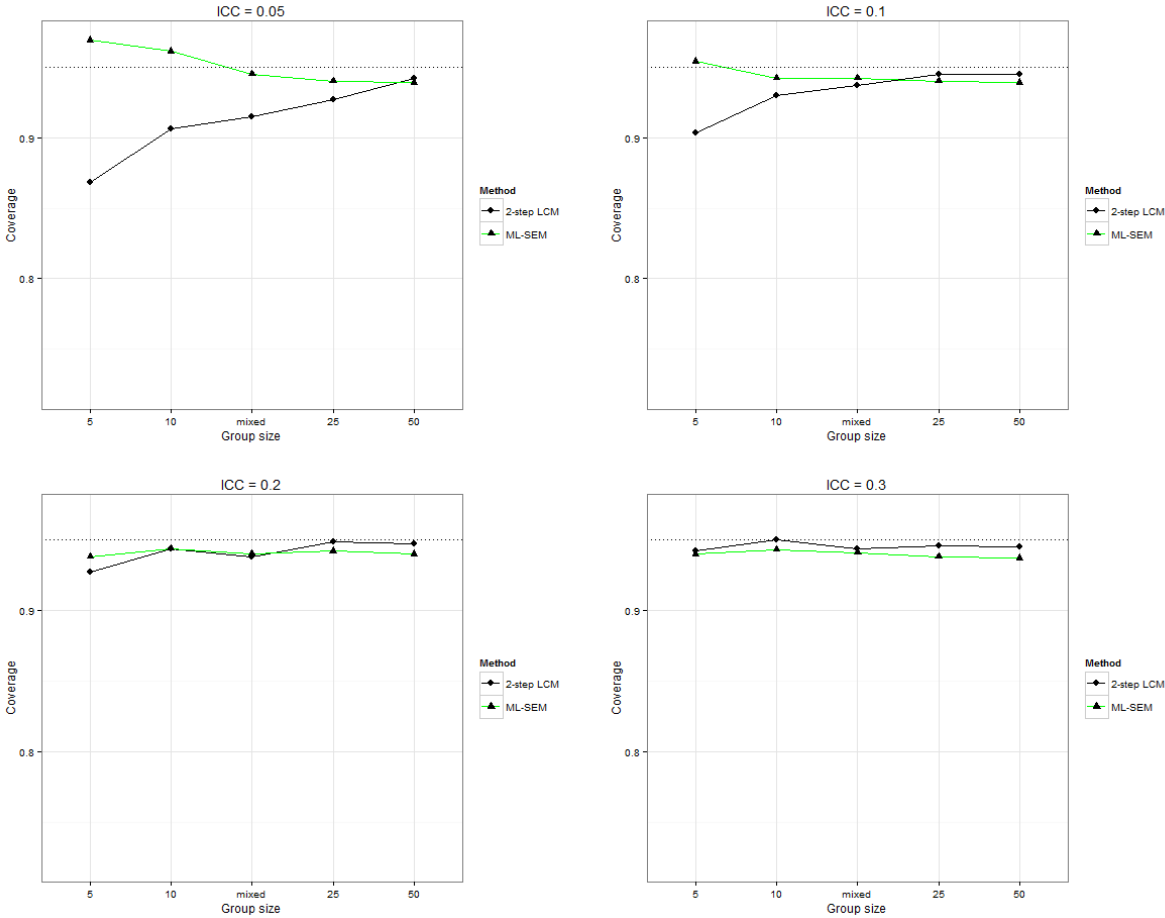 ICC = 0.05
0.9
0.8
Coverage
5 10 mixed 25 50
Group size
Method
2-step LCM
ML-SEM
ICC = 0.1
0.9
0.8
Coverage
5 10 mixed 25 50
Group size
Method
2-step LCM
ML-SEM
ICC = 0.2
0.9
0.8
Coverage
5 10 mixed 25 50
Group size
Method
2-step LCM
ML-SEM
ICC = 0.3
0.9
0.8
Coverage
5 10 mixed 25 50
Group size
Method
2-step LCM
ML-SEM